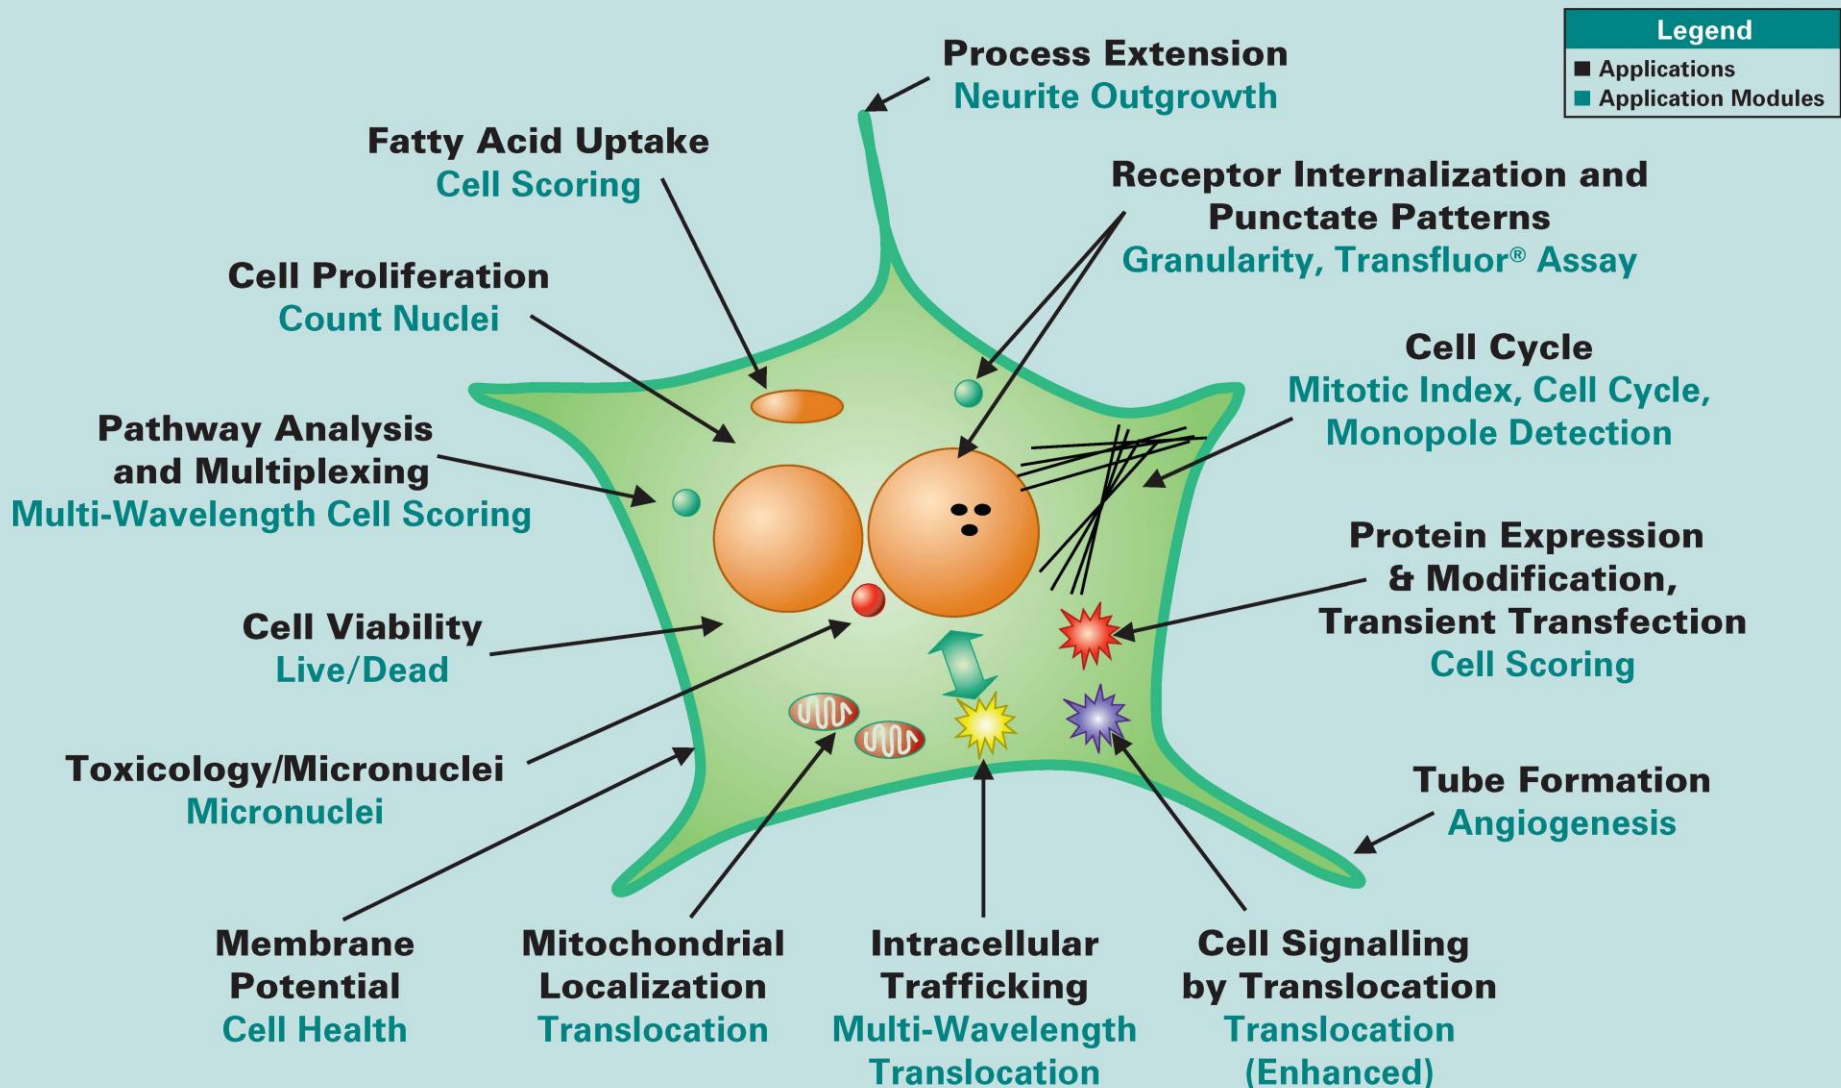 Legend
Applications
Application Modules
Process Extension
Neurite Outgrowth
Fatty Acid Uptake
Cell Scoring
Receptor Internalization and
Punctate Patterns
Granularity, Transfluor® Assay
Cell Proliferation
Count Nuclei
Cell Cycle
Mitotic Index, Cell Cycle,
Monopole Detection
Pathway Analysis
and Multiplexing
Multi-Wavelength Cell Scoring
Protein Expression
& Modification,
Transient Transfection
Cell Scoring
Cell Viability
Live/Dead
Toxicology/Micronuclei
Micronuclei
Tube Formation
Angiogenesis
Membrane
Potential
Cell Health
Mitochondrial
Localization
Translocation
Intracellular
Trafficking
Multi-Wavelength
Translocation
Cell Signalling
by Translocation
Translocation
(Enhanced)